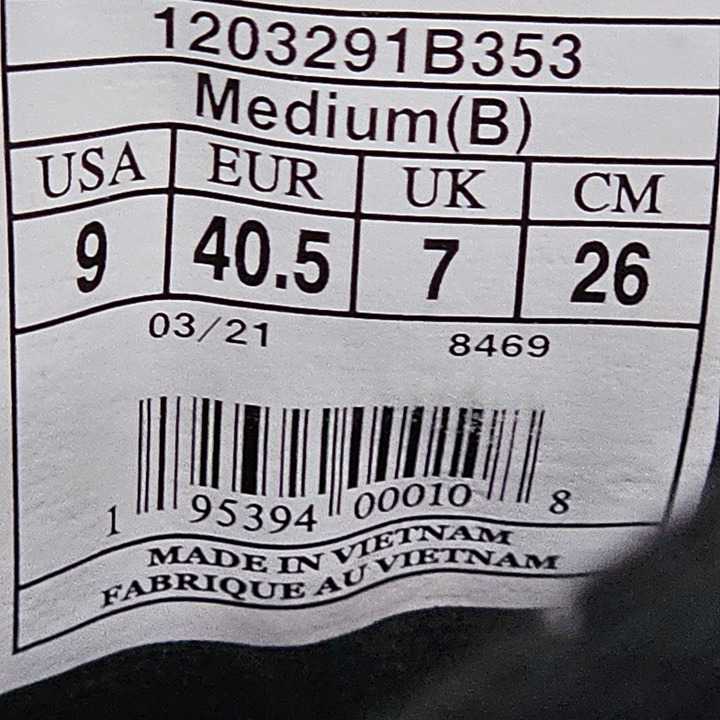 1203291B353
Medium(B)
USA EUR UK CM
9 40.5 7 26
03/21 8469
1 95394 00010 8
MADE IN VIETNAM
FABRIQUE AU VIETNAM